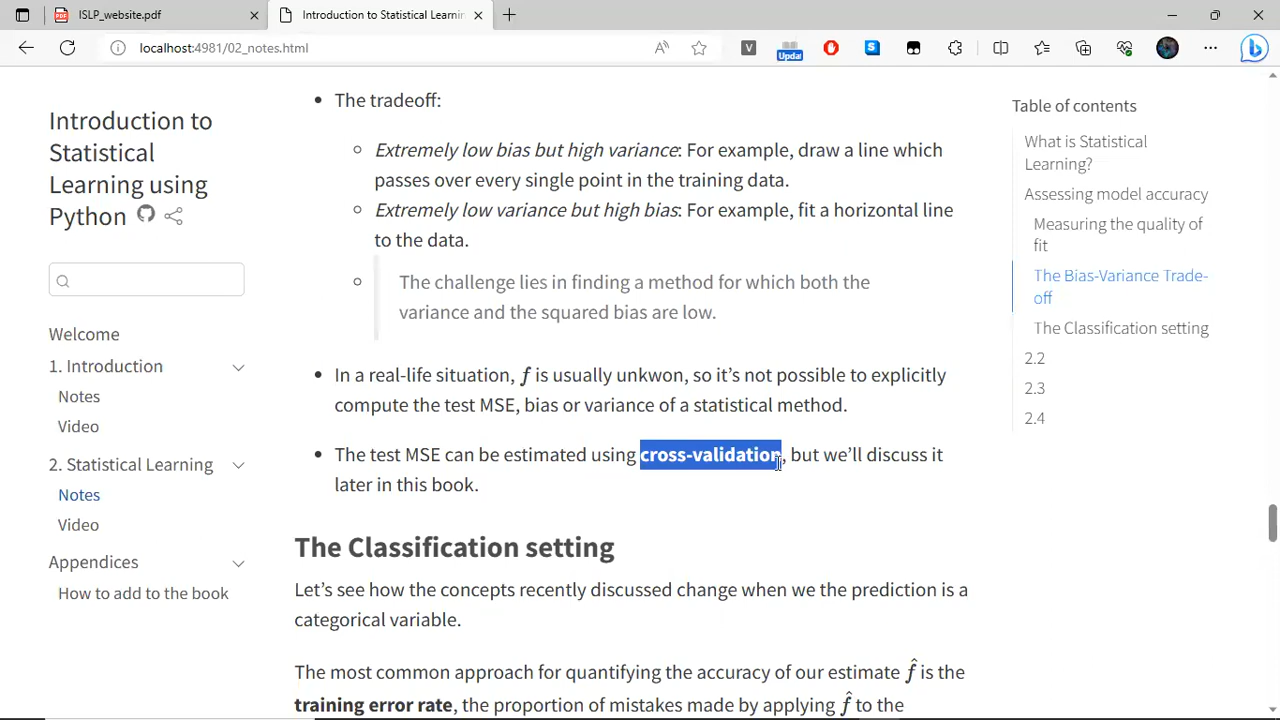 ISLP_website.pdf
Introduction to Statistical Learnin
localhost:4981/02_notes.html
Updat
Introduction to
Statistical
Learning using
Python
Welcome
1. Introduction
Notes
Video
2. Statistical Learning
Notes
Video
Appendices
How to add to the book
• The tradeoff:
◦ Extremely low bias but high variance: For example, draw a line which
passes over every single point in the training data.
◦ Extremely low variance but high bias: For example, fit a horizontal line
to the data.
◦ The challenge lies in finding a method for which both the
variance and the squared bias are low.
• In a real-life situation, f is usually unkwon, so it’s not possible to explicitly
compute the test MSE, bias or variance of a statistical method.
• The test MSE can be estimated using cross-validation, but we’ll discuss it
later in this book.
The Classification setting
Let’s see how the concepts recently discussed change when we the prediction is a
categorical variable.
The most common approach for quantifying the accuracy of our estimate f̂ is the
training error rate, the proportion of mistakes made by applying f̂ to the
Table of contents
What is Statistical
Learning?
Assessing model accuracy
Measuring the quality of
fit
The Bias-Variance Trade-
off
The Classification setting
2.2
2.3
2.4